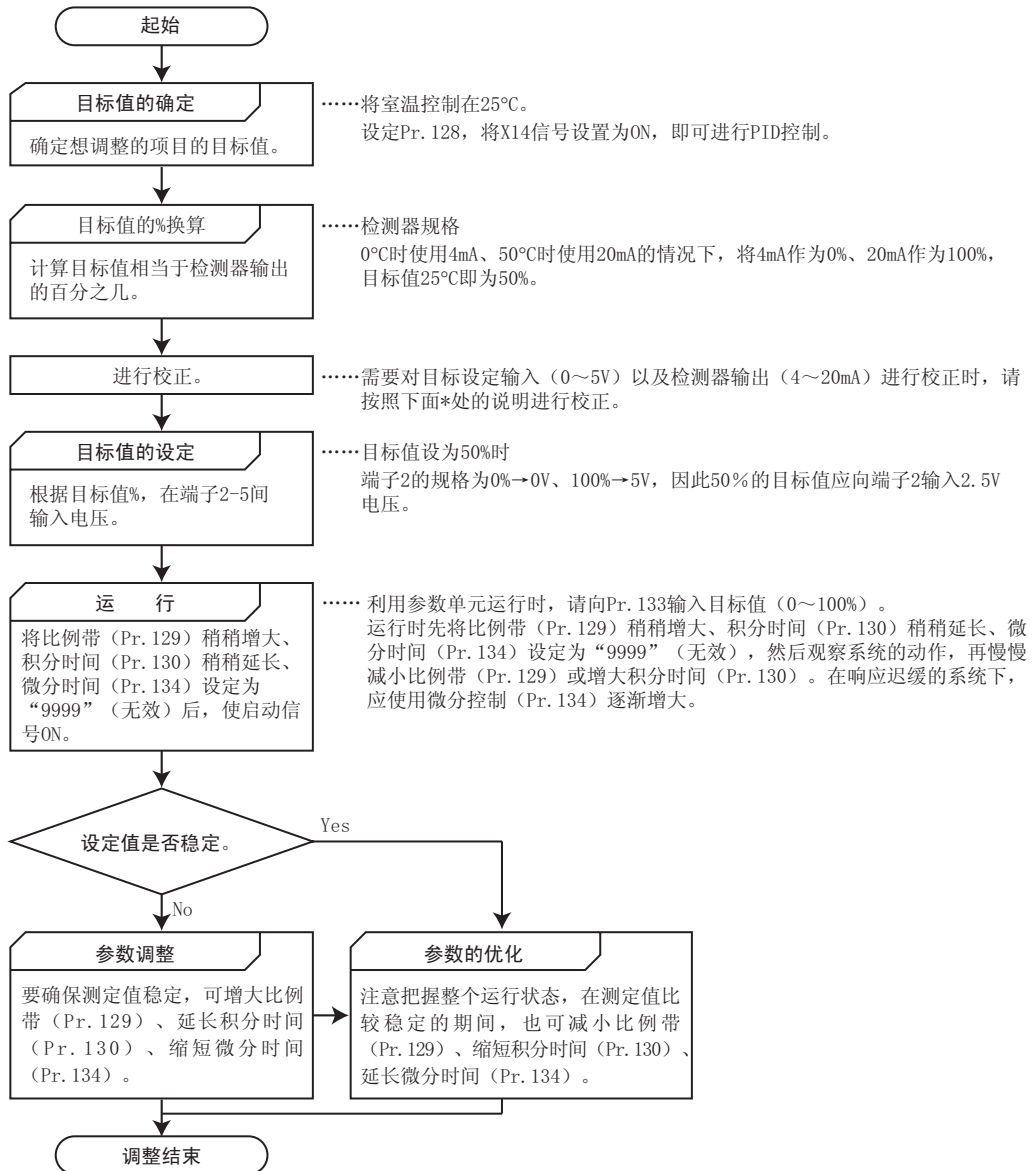 起始
目标值的确定
确定想调整的项目的目标值。
……将室温控制在25°C。
设定Pr.128，将X14信号设置为ON，即可进行PID控制。
目标值的%换算
计算目标值相当于检测器输出
的百分之几。
……检测器规格
0°C时使用4mA、50°C时使用20mA的情况下，将4mA作为0%、20mA作为100%，
目标值25°C即为50%。
进行校正。
……需要对目标设定输入（0～5V）以及检测器输出（4～20mA）进行校正时，请
按照下面*处的说明进行校正。
目标值的设定
根据目标值%，在端子2-5间
输入电压。
……目标值设为50%时
端子2的规格为0%→0V、100%→5V，因此50％的目标值应向端子2输入2.5V
电压。
运 行
将比例带（Pr.129）稍稍增大、
积分时间（Pr.130）稍稍延长、
微分时间（Pr.134）设定为
“9999”（无效）后，使启动信
号ON。
…… 利用参数单元运行时，请向Pr.133输入目标值（0～100%）。
运行时先将比例带（Pr.129）稍稍增大、积分时间（Pr.130）稍稍延长、微
分时间（Pr.134）设定为“9999”（无效），然后观察系统的动作，再慢慢
减小比例带（Pr.129）或增大积分时间（Pr.130）。在响应迟缓的系统下，
应使用微分控制（Pr.134）逐渐增大。
设定值是否稳定。
Yes
No
参数调整
要确保测定值稳定，可增大比例
带（Pr.129）、延长积分时间
（Pr.130）、缩短微分时间
（Pr.134）。
参数的优化
注意把握整个运行状态，在测定值比
较稳定的期间，也可减小比例带
（Pr.129）、缩短积分时间（Pr.130）、
延长微分时间（Pr.134）。
调整结束